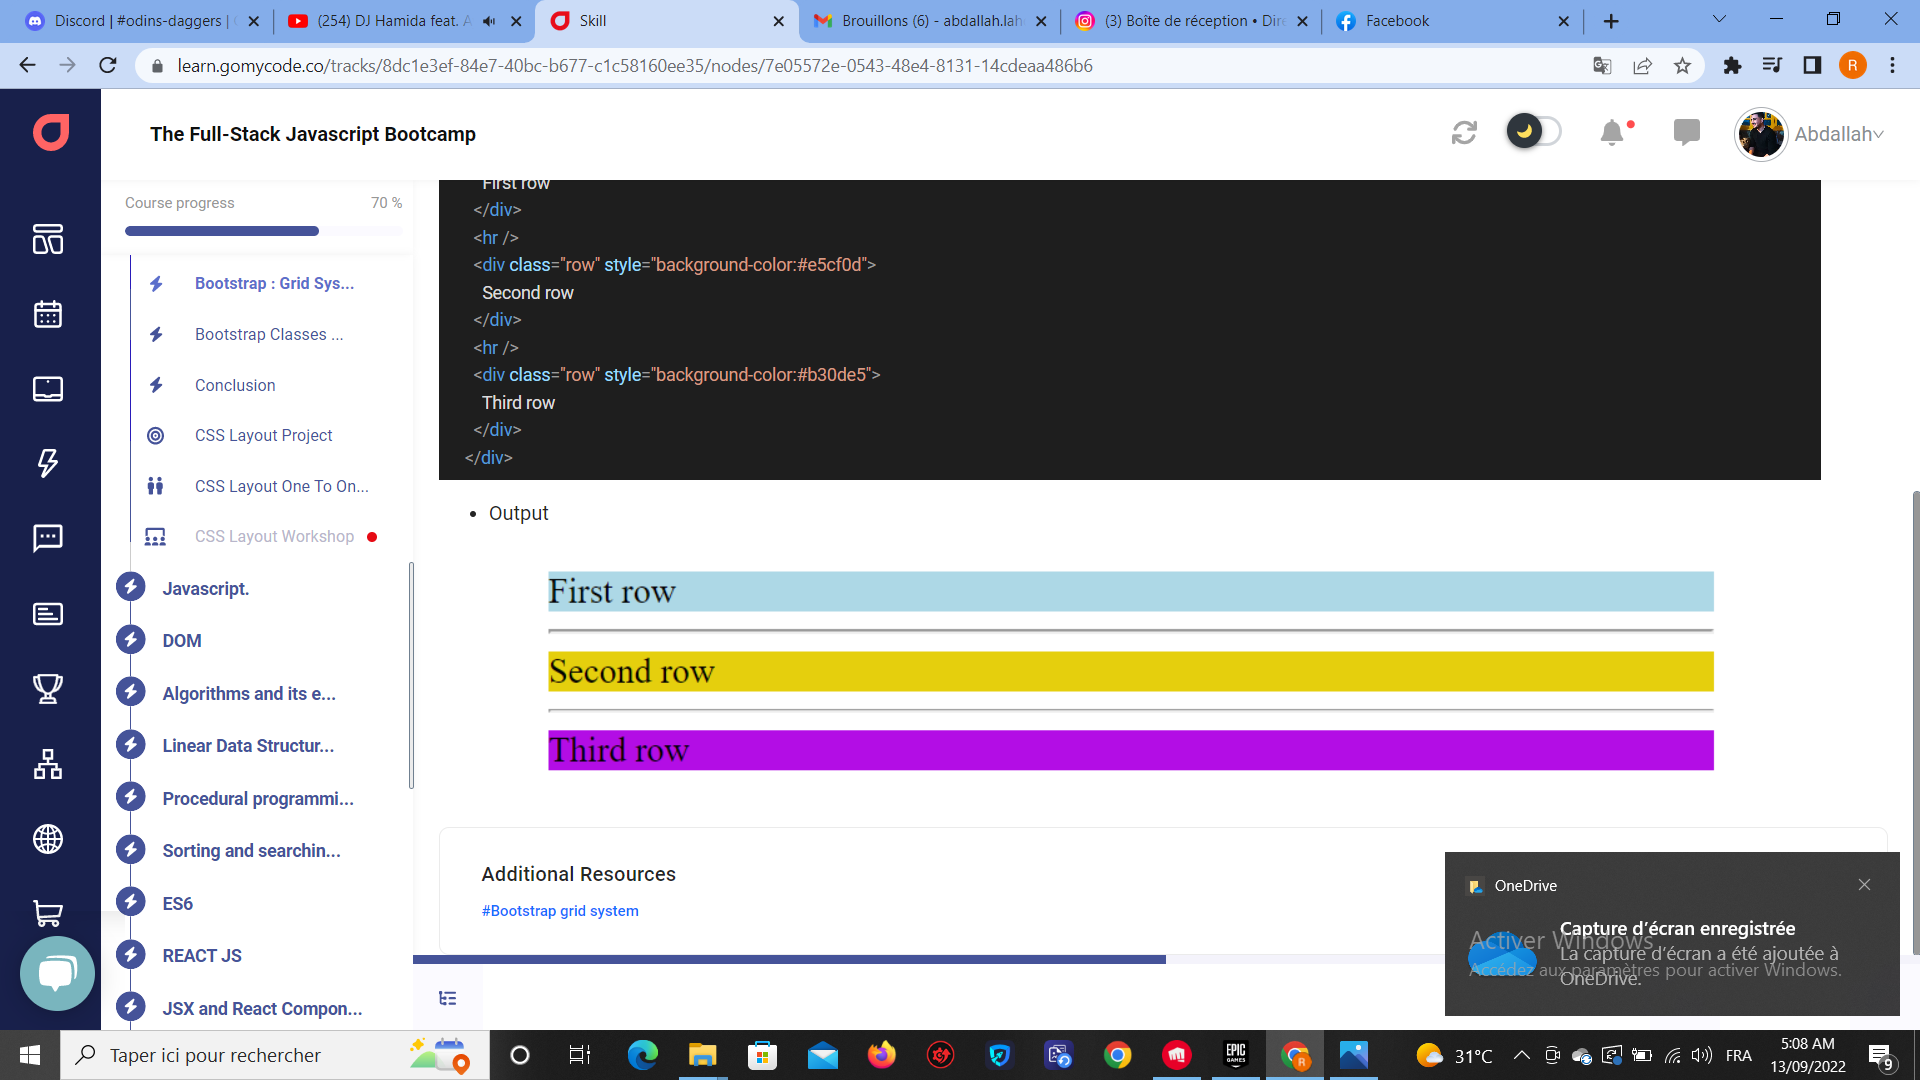 Discord | #odins-daggers |
(254) DJ Hamida feat. A
Skill
Brouillons (6) - abdallah.lah
(3) Boîte de réception • Dire
Facebook
learn.gomycode.co/tracks/8dc1e3ef-84e7-40bc-b677-c1c58160ee35/nodes/7e05572e-0543-48e4-8131-14cdeaa486b6
R
The Full-Stack Javascript Bootcamp
Abdallah
Course progress 70 %
Bootstrap : Grid Sys...
Bootstrap Classes ...
Conclusion
CSS Layout Project
CSS Layout One To On...
CSS Layout Workshop
Javascript.
DOM
Algorithms and its e...
Linear Data Structur...
Procedural programmi...
Sorting and searchin...
ES6
REACT JS
JSX and React Compon...
First row
</div>
<hr />
<div class="row" style="background-color:#e5cf0d">
Second row
</div>
<hr />
<div class="row" style="background-color:#b30de5">
Third row
</div>
</div>
• Output
First row
Second row
Third row
Additional Resources
#Bootstrap grid system
OneDrive
Capture d'écran enregistrée
La capture d'écran a été ajoutée à
OneDrive.
Activer Windows
Accédez aux paramètres pour activer Windows.
Taper ici pour rechercher
EPIC
GAMES
R
31°C
FRA
5:08 AM
13/09/2022
9